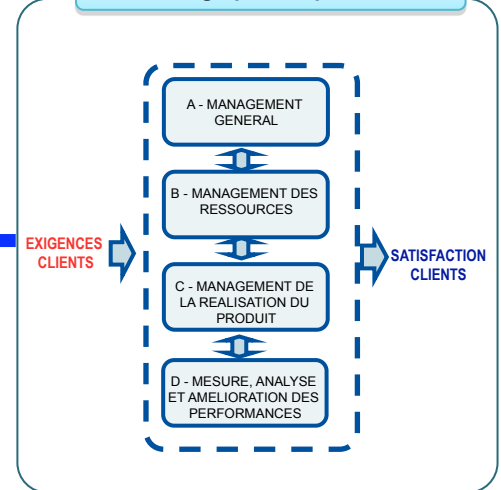 A - MANAGEMENT
GENERAL
B - MANAGEMENT DES
RESSOURCES
EXIGENCES
CLIENTS
SATISFACTION
CLIENTS
C - MANAGEMENT DE
LA REALISATION DU
PRODUIT
D - MESURE, ANALYSE
ET AMELIORATION DES
PERFORMANCES